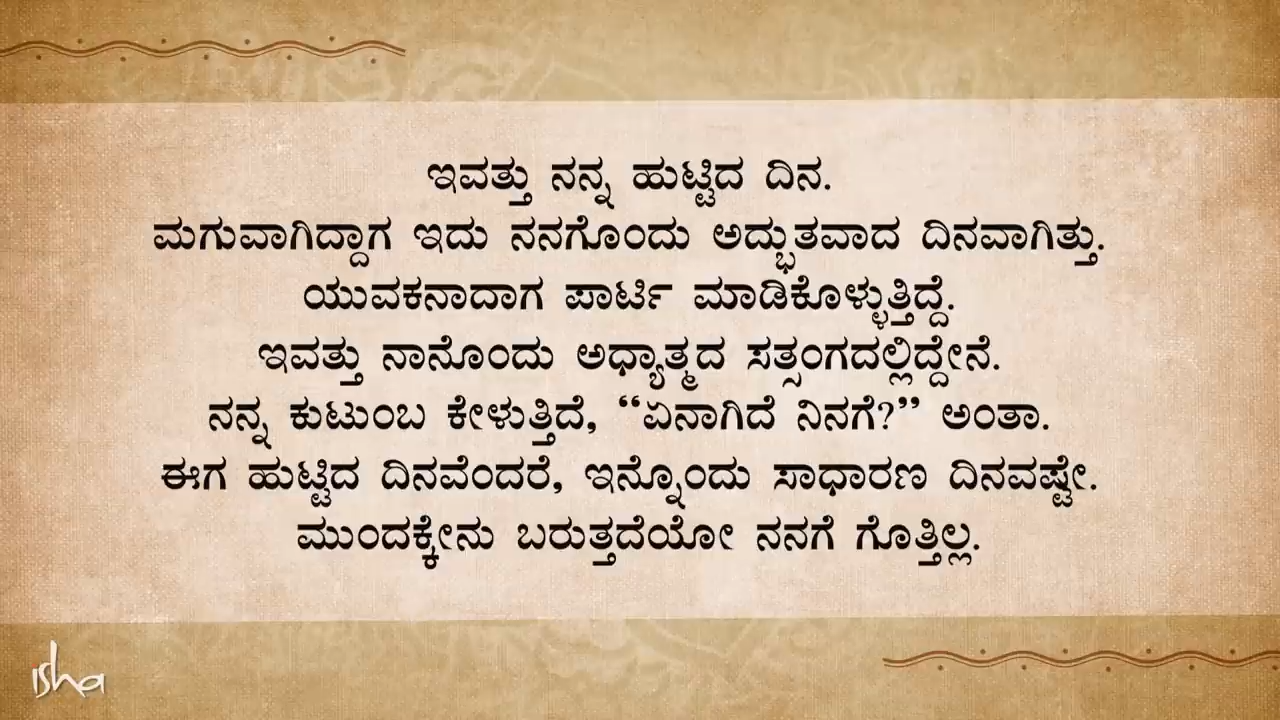 ಇವತ್ತು ನನ್ನ ಹುಟ್ಟಿದ ದಿನ.
ಮಗುವಾಗಿದ್ದಾಗ ಇದು ನನಗೊಂದು ಅದ್ಭುತವಾದ ದಿನವಾಗಿತ್ತು.
ಯುವಕನಾದಾಗ ಪಾರ್ಟಿ ಮಾಡಿಕೊಳ್ಳುತ್ತಿದ್ದೆ.
ಇವತ್ತು ನಾನೊಂದು ಅಧ್ಯಾತ್ಮದ ಸತ್ಸಂಗದಲ್ಲಿದ್ದೇನೆ.
ನನ್ನ ಕುಟುಂಬ ಕೇಳುತ್ತಿದೆ, “ಏನಾಗಿದೆ ನಿನಗೆ?” ಅಂತಾ.
ಈಗ ಹುಟ್ಟಿದ ದಿನವೆಂದರೆ, ಇನ್ನೊಂದು ಸಾಧಾರಣ ದಿನವಷ್ಟೇ.
ಮುಂದಕ್ಕೇನು ಬರುತ್ತದೆಯೋ ನನಗೆ ಗೊತ್ತಿಲ್ಲ.
isha